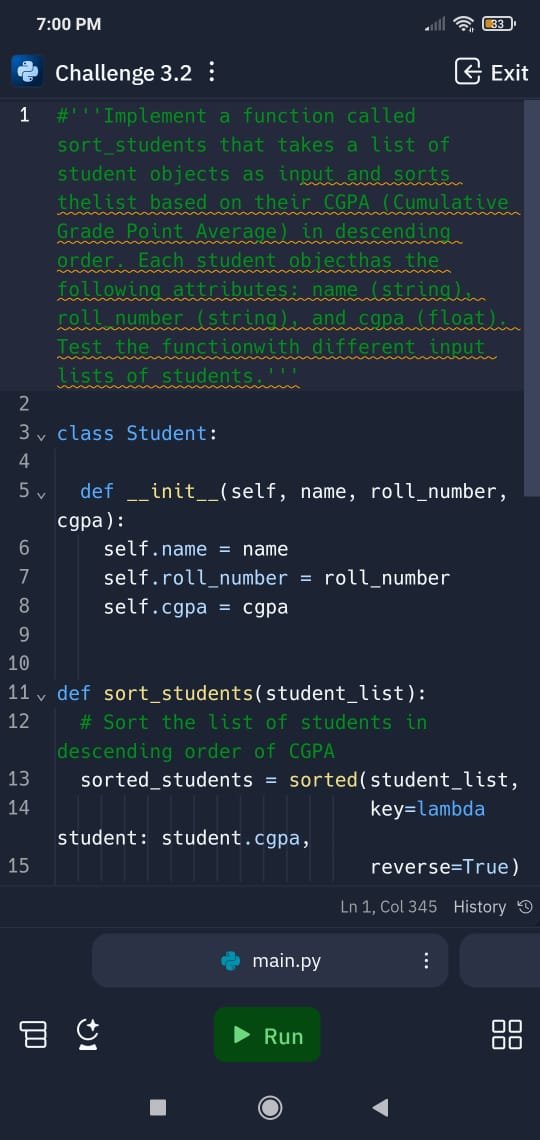 7:00 PM
33
Challenge 3.2
Exit
1 #'''Implement a function called
sort_students that takes a list of
student objects as input and sorts
thelist based on their CGPA (Cumulative
Grade Point Average) in descending
order. Each student objecthas the
following attributes: name (string),
roll_number (string), and cgpa (float).
Test the functionwith different input
lists of students.'''
2
3 class Student:
4
5 def __init__(self, name, roll_number,
cgpa):
6 self.name = name
7 self.roll_number = roll_number
8 self.cgpa = cgpa
9
10
11 def sort_students(student_list):
12 # Sort the list of students in
descending order of CGPA
13 sorted_students = sorted(student_list,
14 key=lambda
student: student.cgpa,
15 reverse=True)
Ln 1, Col 345 History
main.py
Run